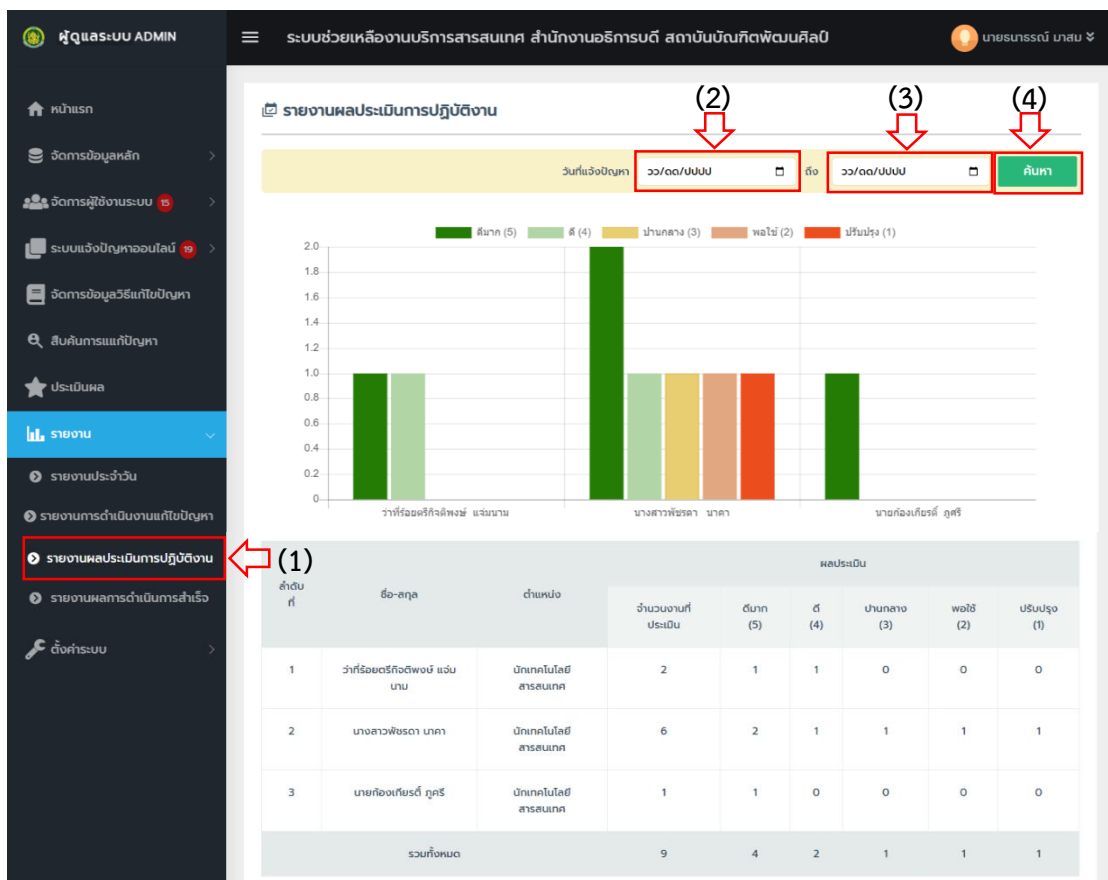 ผู้ดูแลระบบ ADMIN
ระบบช่วยเหลืองานบริการสารสนเทศ สำนักงานอธิการบดี สถาบันบัณฑิตพัฒนศิลป์
นายธนาธรณ์ มาสม
หน้าแรก
จัดการข้อมูลหลัก
จัดการผู้ใช้งานระบบ 15
ระบบแจ้งปัญหาออนไลน์ 19
จัดการข้อมูลวิธีแก้ไขปัญหา
สืบค้นการแแก้ปัญหา
ประเมินผล
รายงาน
รายงานประจำวัน
รายงานการดำเนินงานแก้ไขปัญหา
รายงานผลประเมินการปฏิบัติงาน
รายงานผลการดำเนินการสำเร็จ
ตั้งค่าระบบ
(1)
รายงานผลประเมินการปฏิบัติงาน
(2) (3) (4)
วันที่แจ้งปัญหา วว/ดด/ปปปป ถึง วว/ดด/ปปปป ค้นหา
ดีมาก (5) ดี (4) ปานกลาง (3) พอใช้ (2) ปรับปรุง (1)
2.0
1.8
1.6
1.4
1.2
1.0
0.8
0.6
0.4
0.2
0
ว่าที่ร้อยตรีกิจติพงษ์ แจ่มนาม นางสาวพัชรดา นาคา นายก้องเกียรติ์ ภูศรี
ผลประเมิน
ลำดับ
ที่ ชื่อ-สกุล ตำแหน่ง
จำนวนงานที่ ดีมาก ดี ปานกลาง พอใช้ ปรับปรุง
ประเมิน (5) (4) (3) (2) (1)
1 ว่าที่ร้อยตรีกิจติพงษ์ แจ่ม นักเทคโนโลยี 2 1 1 0 0 0
นาม สารสนเทศ
2 นางสาวพัชรดา นาคา นักเทคโนโลยี 6 2 1 1 1 1
สารสนเทศ
3 นายก้องเกียรติ์ ภูศรี นักเทคโนโลยี 1 1 0 0 0 0
สารสนเทศ
รวมทั้งหมด 9 4 2 1 1 1